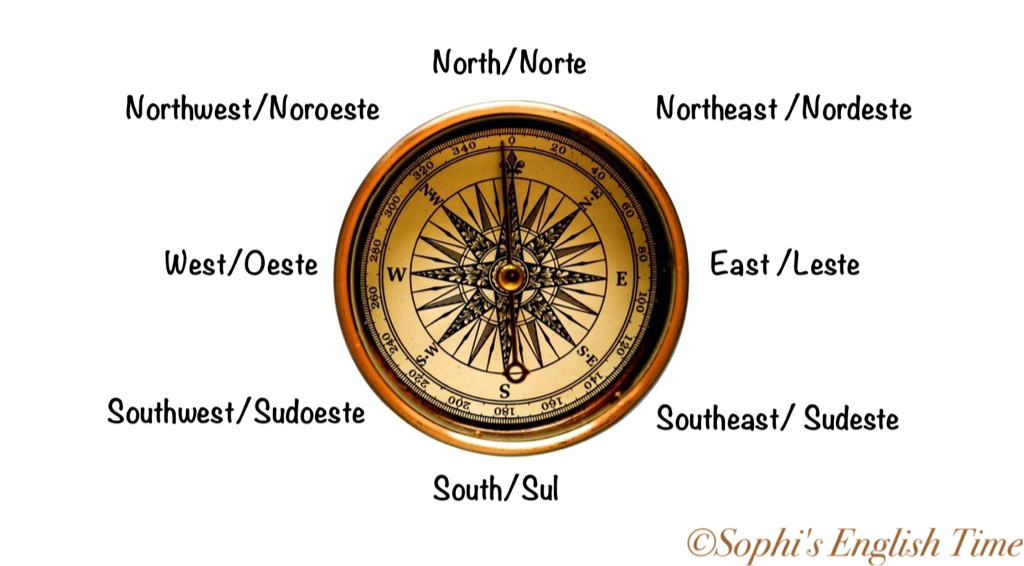 North/Norte
Northwest/Noroeste
Northeast /Nordeste
0
20
40
60
80
100
120
140
160
180
200
220
240
260
280
300
320
340
N-W
N-E
West/Oeste
W
E
East /Leste
S-W
S-E
S
Southwest/Sudoeste
Southeast/ Sudeste
South/Sul
©Sophi's English Time